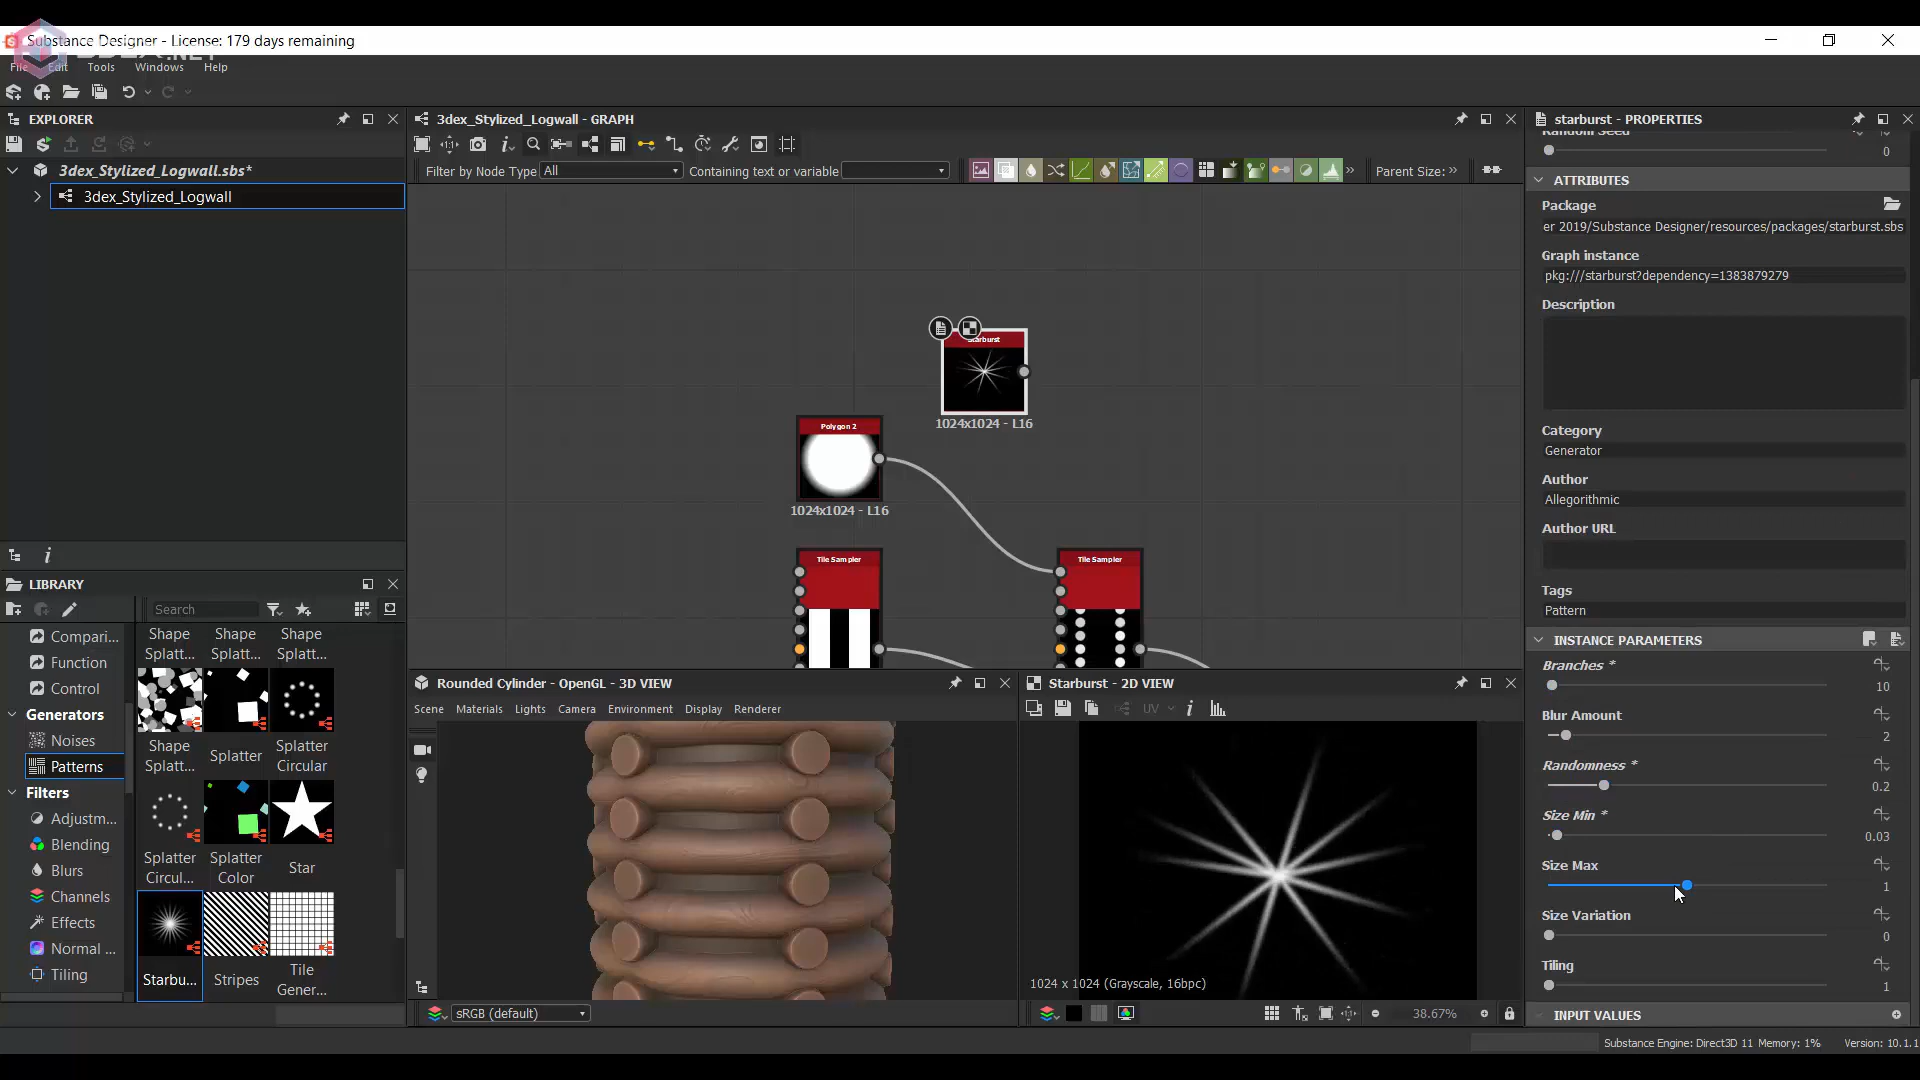 Substance Designer - License: 179 days remaining
File Edit Tools Windows Help
EXPLORER
3dex_Stylized_Logwall.sbs*
3dex_Stylized_Logwall
LIBRARY
Search
Compari...
Function
Control
Generators
Noises
Patterns
Filters
Adjustm...
Blending
Blurs
Channels
Effects
Normal ...
Tiling
Shape Splatt...
Shape Splatt...
Shape Splatt...
Shape Splatt...
Splatter
Splatter Circular
Splatter Circul...
Splatter Color
Star
Starbu...
Stripes
Tile Gener...
3dex_Stylized_Logwall - GRAPH
Filter by Node Type All Containing text or variable Parent Size: »
Starburst
1024x1024 - L16
Polygon 2
1024x1024 - L16
Tile Sampler
Tile Sampler
Rounded Cylinder - OpenGL - 3D VIEW
Scene Materials Lights Camera Environment Display Renderer
sRGB (default)
Starburst - 2D VIEW
UV
1024 x 1024 (Grayscale, 16bpc)
38.67%
starburst - PROPERTIES
Random Seed
0
ATTRIBUTES
Package
er 2019/Substance Designer/resources/packages/starburst.sbs
Graph instance
pkg:///starburst?dependency=1383879279
Description
Category
Generator
Author
Allegorithmic
Author URL
Tags
Pattern
INSTANCE PARAMETERS
Branches *
10
Blur Amount
2
Randomness *
0.2
Size Min *
0.03
Size Max
1
Size Variation
0
Tiling
1
INPUT VALUES
Substance Engine: Direct3D 11 Memory: 1% Version: 10.1.1